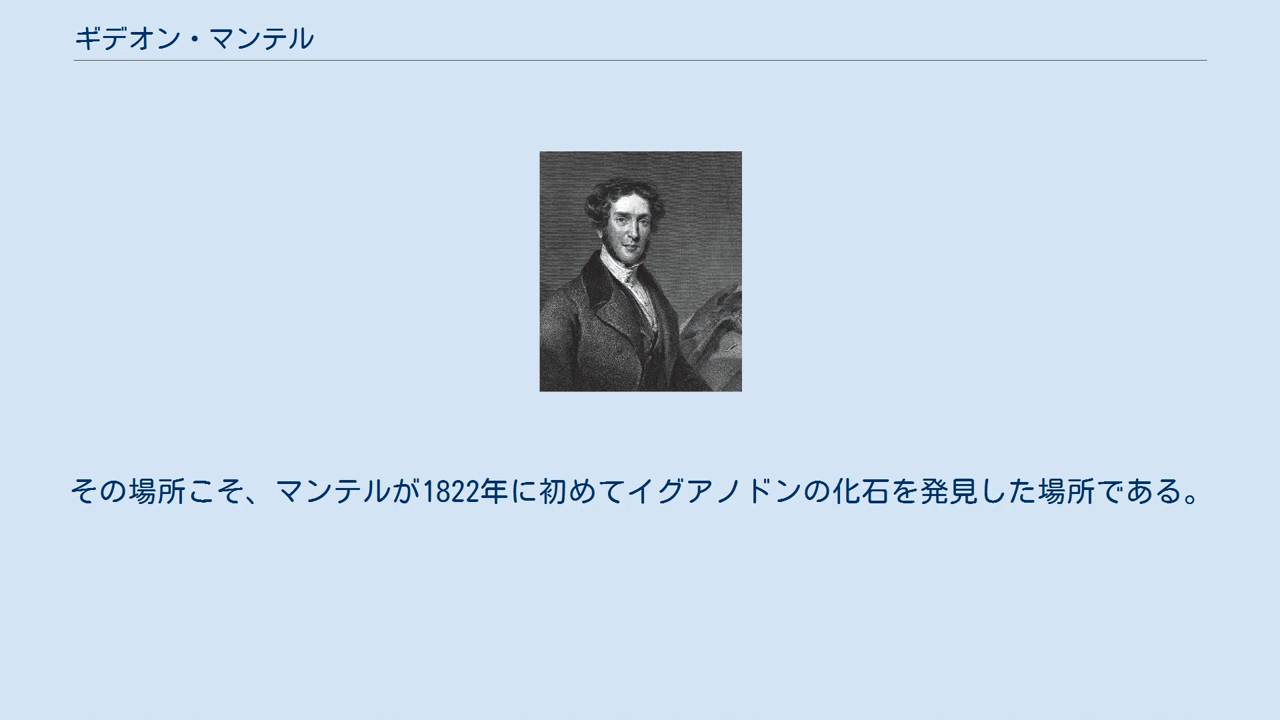 ギデオン・マンテル
その場所こそ、マンテルが1822年に初めてイグアノドンの化石を発見した場所である。